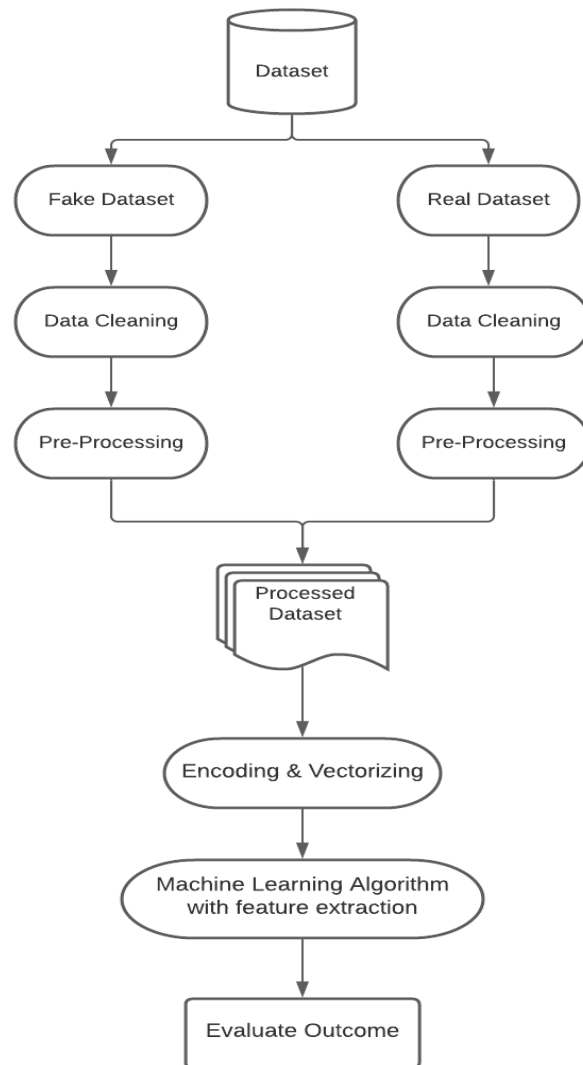 Dataset
Fake Dataset
Real Dataset
Data Cleaning
Data Cleaning
Pre-Processing
Pre-Processing
Processed
Dataset
Encoding & Vectorizing
Machine Learning Algorithm
with feature extraction
Evaluate Outcome